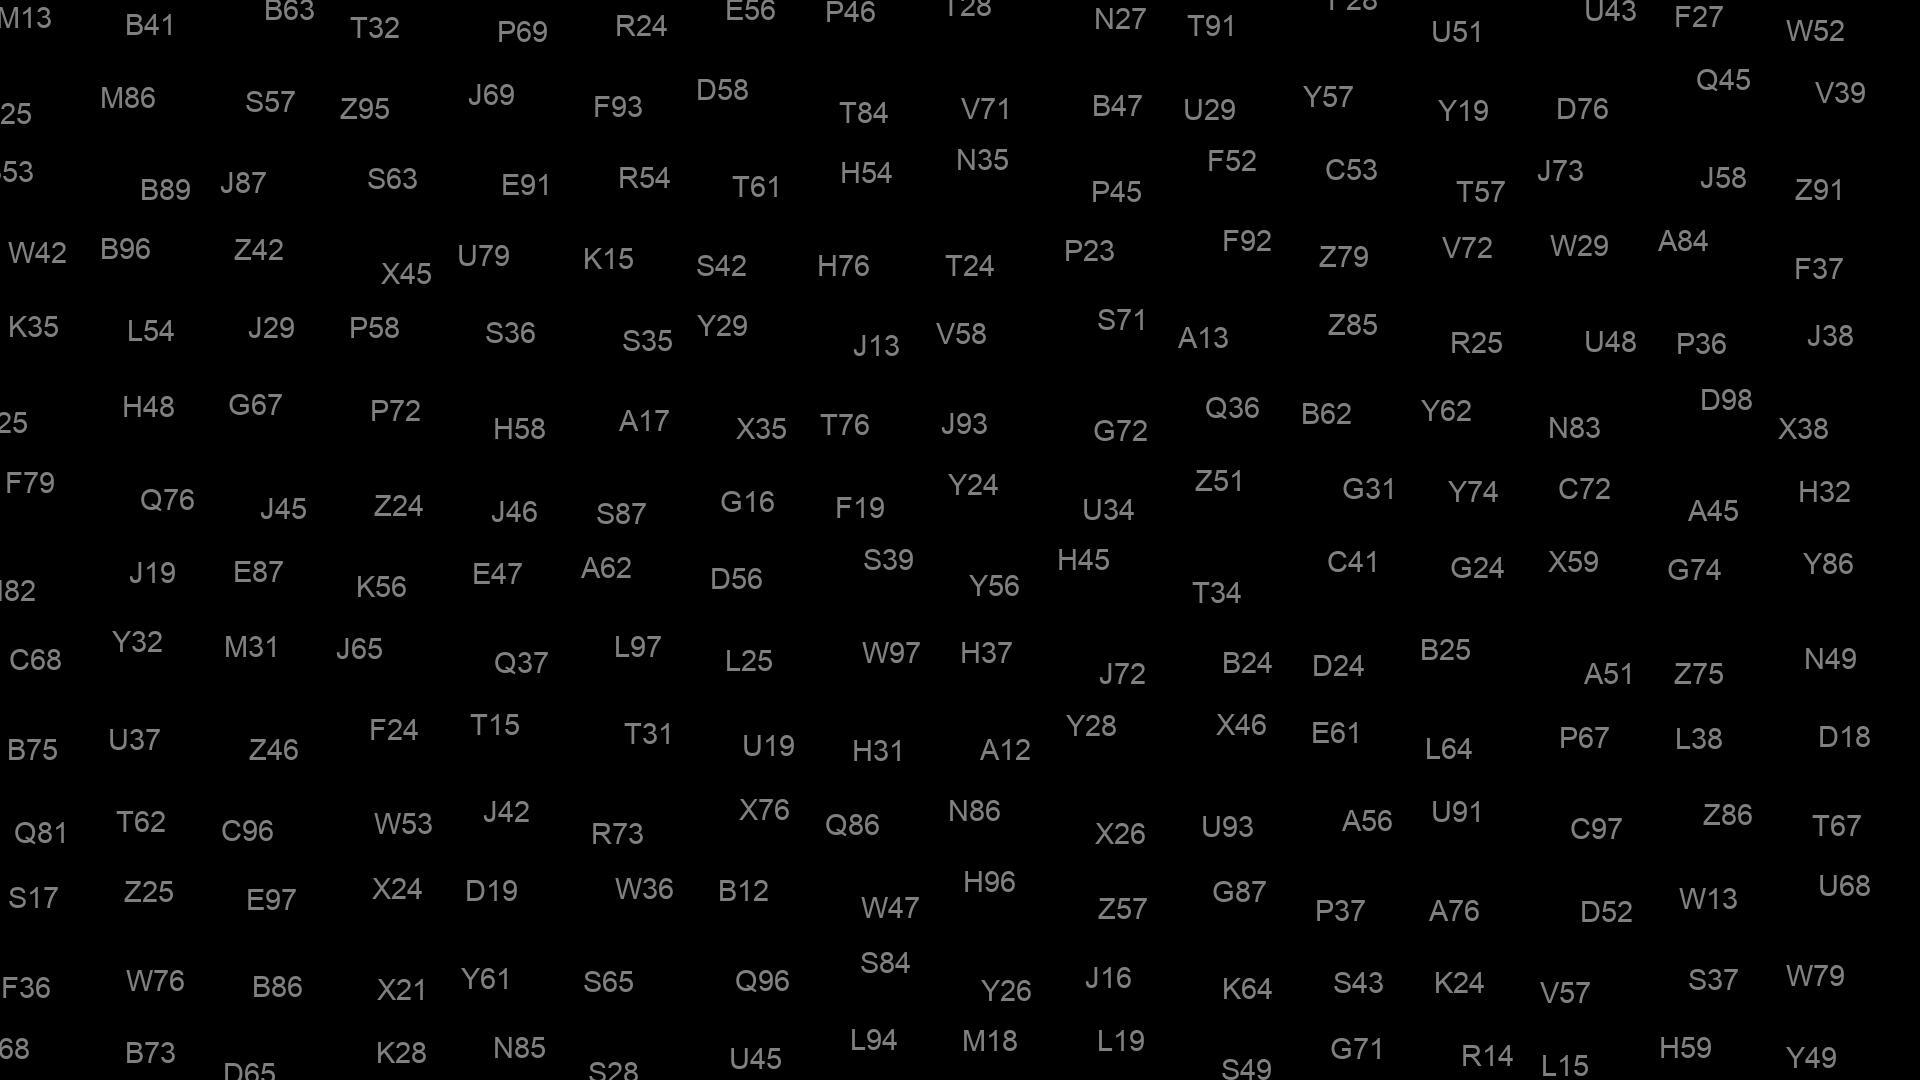 M13 B41 B63 T32 P69 R24 E56 P46 T28 N27 T91 U51 U43 F27 W52
M86 S57 Z95 J69 F93 D58 T84 V71 B47 U29 Y57 Y19 D76 Q45 V39
B89 J87 S63 E91 R54 T61 H54 N35 P45 F52 C53 T57 J73 J58 Z91
W42 B96 Z42 X45 U79 K15 S42 H76 T24 P23 F92 Z79 V72 W29 A84 F37
K35 L54 J29 P58 S36 S35 Y29 J13 V58 S71 A13 Z85 R25 U48 P36 J38
H48 G67 P72 H58 A17 X35 T76 J93 G72 Q36 B62 Y62 N83 D98 X38
F79 Q76 J45 Z24 J46 S87 G16 F19 Y24 U34 Z51 G31 Y74 C72 A45 H32
J19 E87 K56 E47 A62 D56 S39 Y56 H45 T34 C41 G24 X59 G74 Y86
C68 Y32 M31 J65 Q37 L97 L25 W97 H37 J72 B24 D24 B25 A51 Z75 N49
B75 U37 Z46 F24 T15 T31 U19 H31 A12 Y28 X46 E61 L64 P67 L38 D18
Q81 T62 C96 W53 J42 R73 X76 Q86 N86 X26 U93 A56 U91 C97 Z86 T67
S17 Z25 E97 X24 D19 W36 B12 W47 H96 Z57 G87 P37 A76 D52 W13 U68
F36 W76 B86 X21 Y61 S65 Q96 S84 Y26 J16 K64 S43 K24 V57 S37 W79
B73 D65 K28 N85 S28 U45 L94 M18 L19 S49 G71 R14 L15 H59 Y49